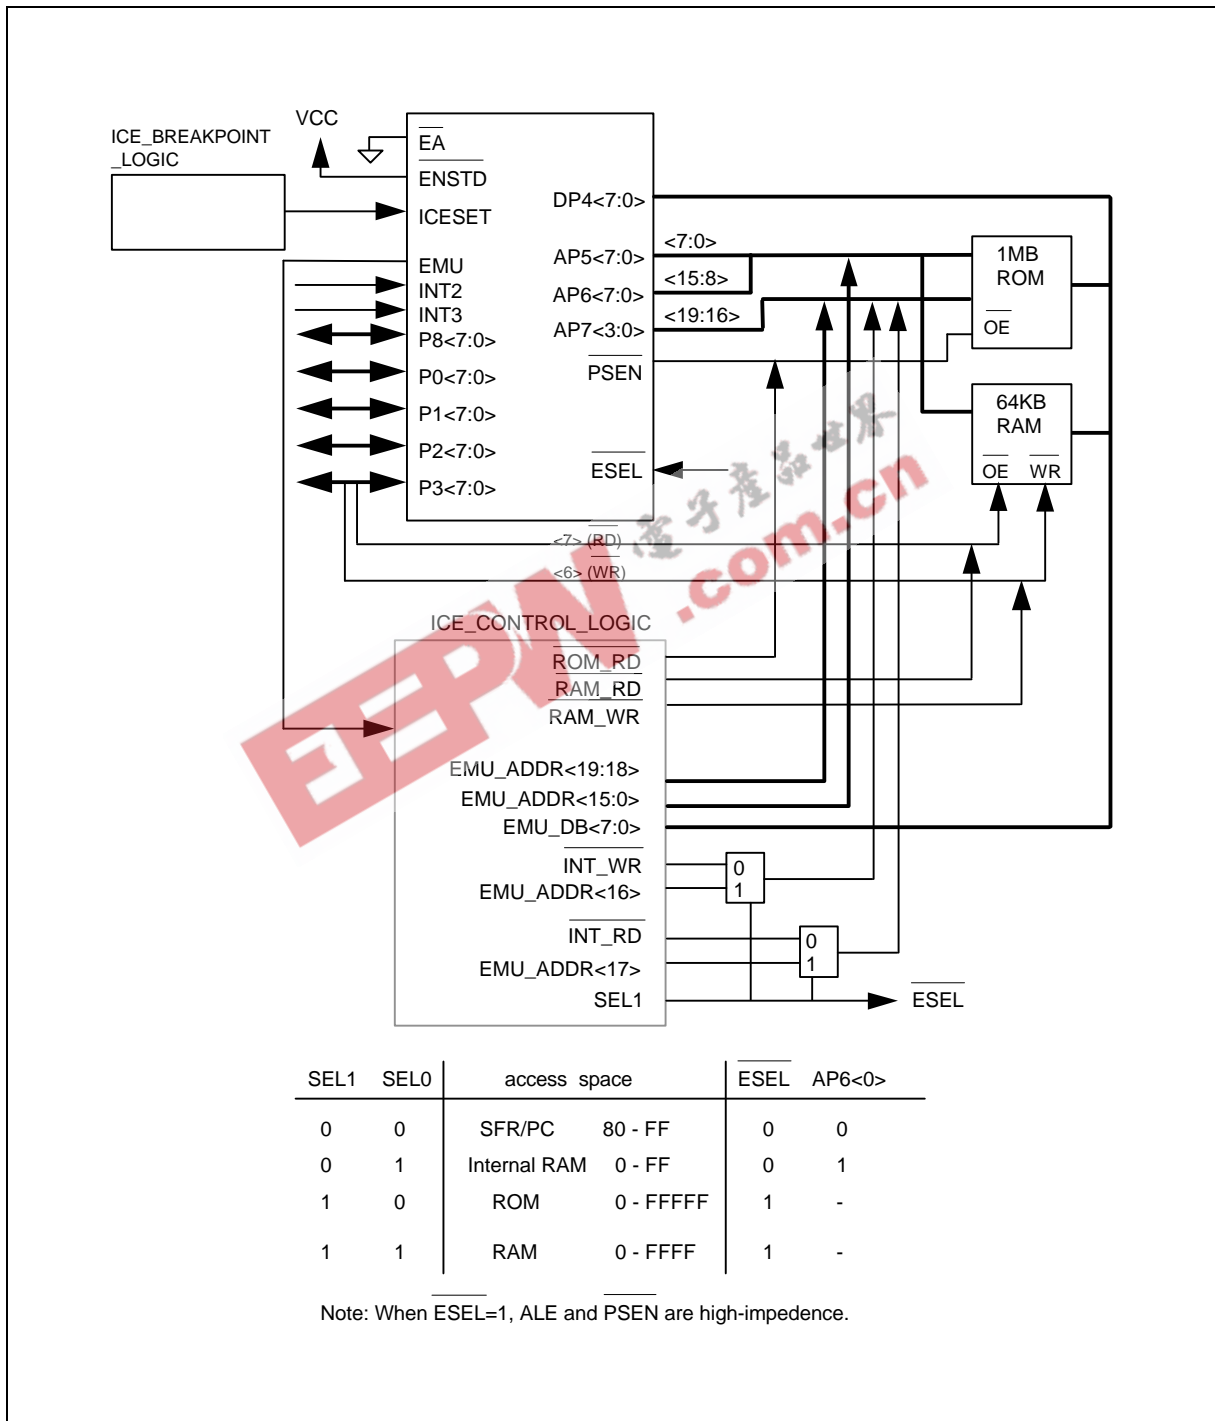 VCC
ICE_BREAKPOINT
_LOGIC
EA
ENSTD
ICESET
EMU
INT2
INT3
P8<7:0>
P0<7:0>
P1<7:0>
P2<7:0>
P3<7:0>
DP4<7:0>
AP5<7:0>
AP6<7:0>
AP7<3:0>
PSEN
ESEL
<7:0>
<15:8>
<19:16>
1MB
ROM
OE
64KB
RAM
OE WR
<7> (RD)
<6> (WR)
電子產品世界
EEPW.com.cn
ICE_CONTROL_LOGIC
ROM_RD
RAM_RD
RAM_WR
EMU_ADDR<19:18>
EMU_ADDR<15:0>
EMU_DB<7:0>
INT_WR
EMU_ADDR<16>
0
1
INT_RD
EMU_ADDR<17>
0
1
SEL1
ESEL
SEL1 SEL0 access space ESEL AP6<0>
0 0 SFR/PC 80 - FF 0 0
0 1 Internal RAM 0 - FF 0 1
1 0 ROM 0 - FFFFF 1 -
1 1 RAM 0 - FFFF 1 -
Note: When ESEL=1, ALE and PSEN are high-impedence.